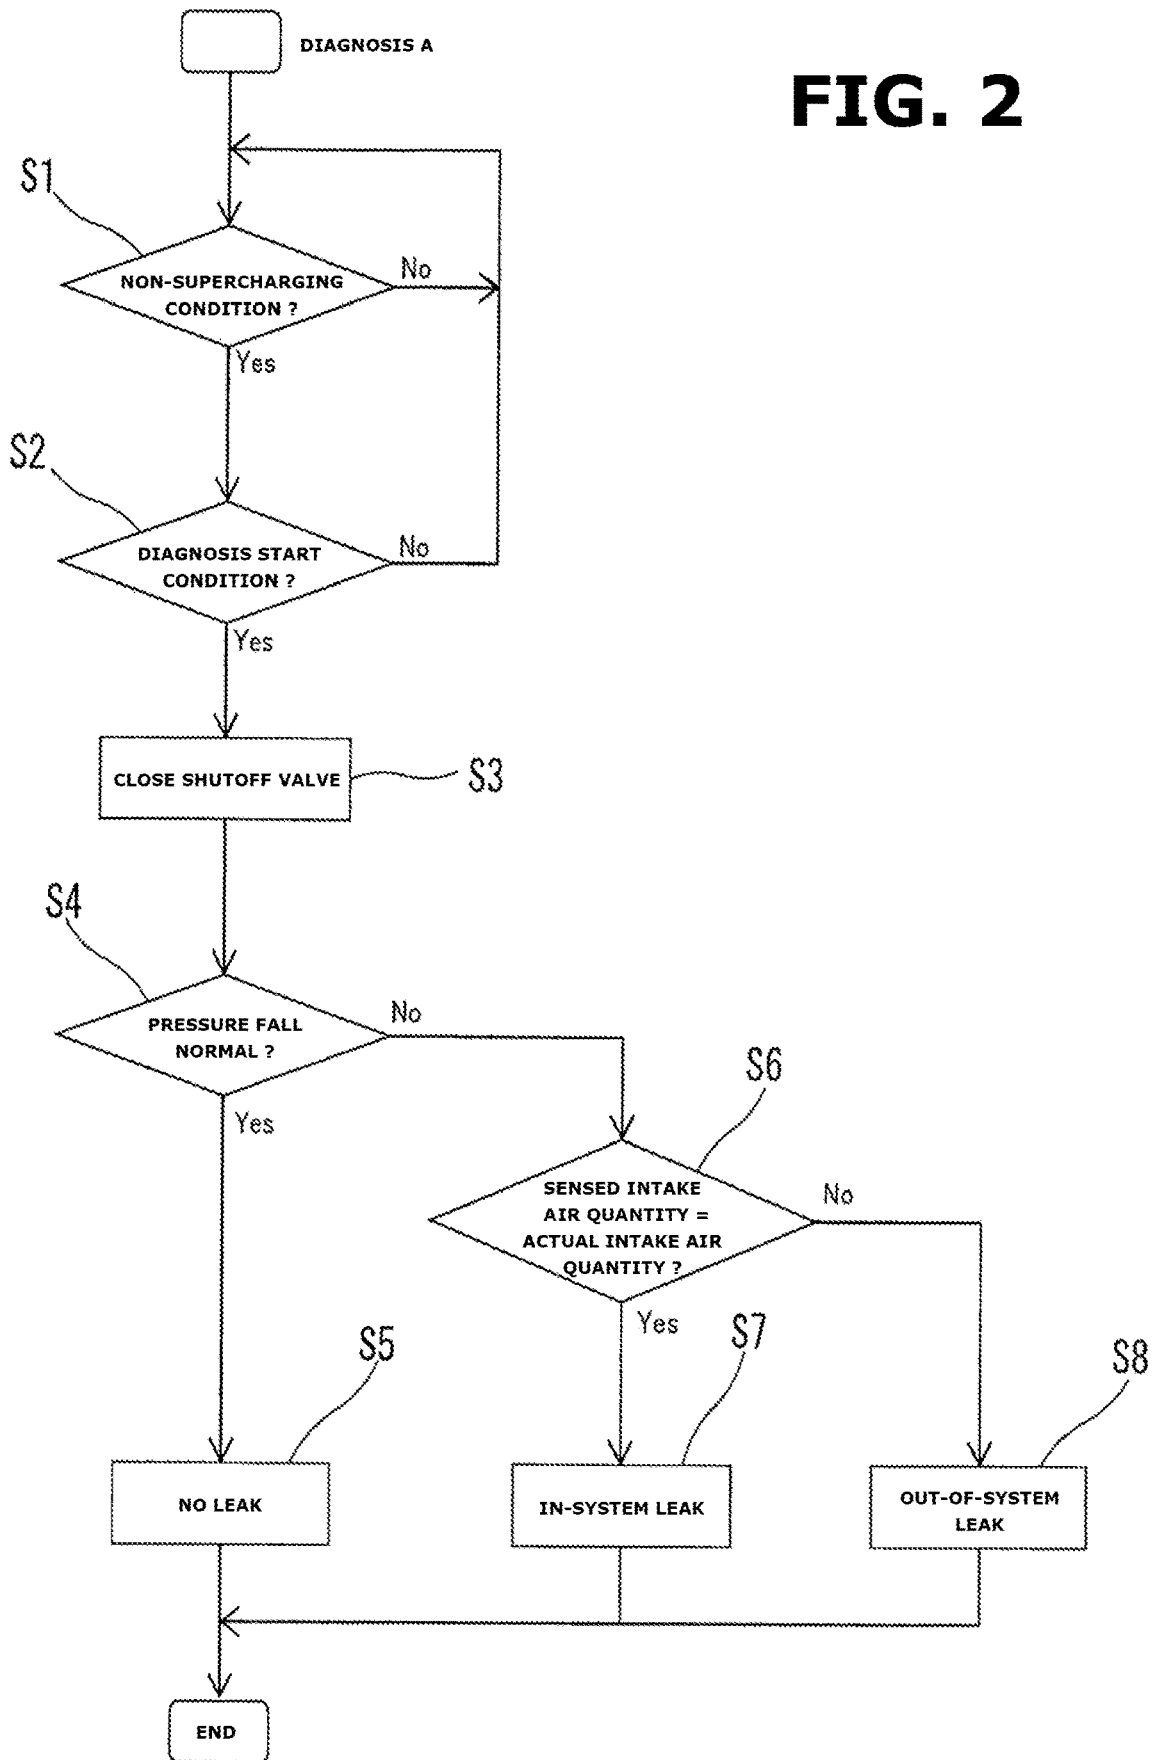 DIAGNOSIS A
FIG. 2
S1
NON-SUPERCHARGING
CONDITION ?
No
Yes
S2
DIAGNOSIS START
CONDITION ?
No
Yes
CLOSE SHUTOFF VALVE
S3
S4
PRESSURE FALL
NORMAL ?
No
Yes
S6
SENSED INTAKE
AIR QUANTITY =
ACTUAL INTAKE AIR
QUANTITY ?
No
Yes
S5
NO LEAK
S7
IN-SYSTEM LEAK
S8
OUT-OF-SYSTEM
LEAK
END